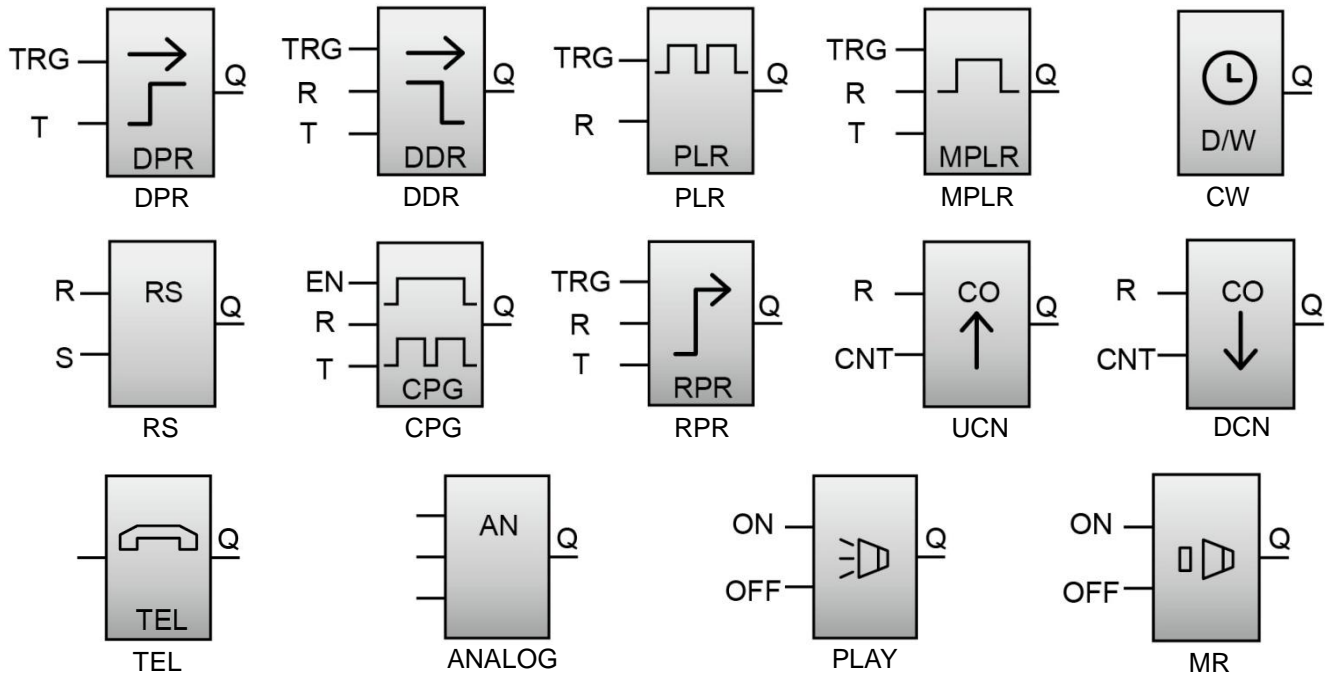 TRG T DPR Q
DPR
TRG R T DDR Q
DDR
TRG R PLR Q
PLR
TRG R T MPLR Q
MPLR
D/W Q
CW
R S RS Q
RS
EN R T CPG Q
CPG
TRG R T RPR Q
RPR
R CNT CO Q
UCN
R CNT CO Q
DCN
TEL Q
TEL
AN Q
ANALOG
ON OFF Q
PLAY
ON OFF Q
MR